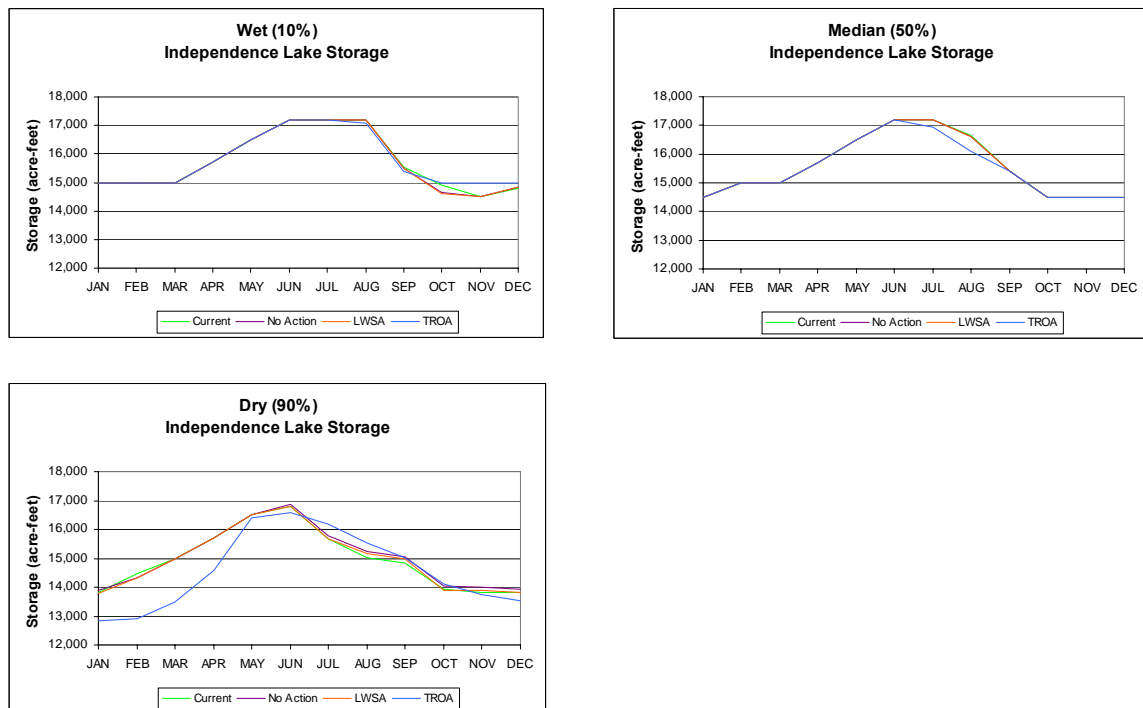 Wet (10%)
Independence Lake Storage
Storage (acre-feet)
18,000
17,000
16,000
15,000
14,000
13,000
12,000
JAN FEB MAR APR MAY JUN JUL AUG SEP OCT NOV DEC
Current No Action LWSA TROA
Median (50%)
Independence Lake Storage
Storage (acre-feet)
18,000
17,000
16,000
15,000
14,000
13,000
12,000
JAN FEB MAR APR MAY JUN JUL AUG SEP OCT NOV DEC
Current No Action LWSA TROA
Dry (90%)
Independence Lake Storage
Storage (acre-feet)
18,000
17,000
16,000
15,000
14,000
13,000
12,000
JAN FEB MAR APR MAY JUN JUL AUG SEP OCT NOV DEC
Current No Action LWSA TROA